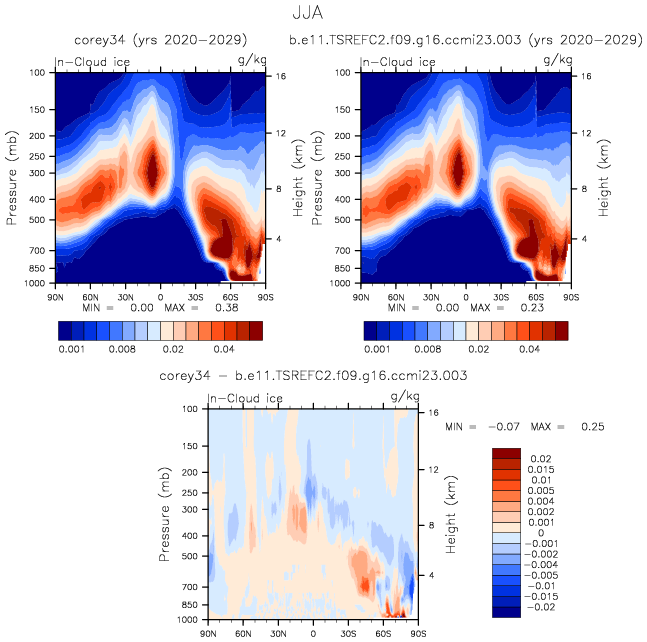 JJA
corey34 (yrs 2020-2029)
b.e11.TSREFC2.f09.g16.ccmi23.003 (yrs 2020-2029)
n-Cloud ice g/kg
n-Cloud ice g/kg
Pressure (mb)
100
150
200
250
300
400
500
700
850
1000
16
12
8
4
Height (km)
90N 60N 30N 0 30S 60S 90S
MIN = 0.00 MAX = 0.38
0.001 0.008 0.02 0.04
Pressure (mb)
100
150
200
250
300
400
500
700
850
1000
16
12
8
4
Height (km)
90N 60N 30N 0 30S 60S 90S
MIN = 0.00 MAX = 0.23
0.001 0.008 0.02 0.04
corey34 - b.e11.TSREFC2.f09.g16.ccmi23.003
n-Cloud ice g/kg
Pressure (mb)
100
150
200
250
300
400
500
700
850
1000
16
12
8
4
Height (km)
90N 60N 30N 0 30S 60S 90S
MIN = -0.07 MAX = 0.25
0.02
0.015
0.01
0.005
0.004
0.002
0.001
0
-0.001
-0.002
-0.004
-0.005
-0.01
-0.015
-0.02